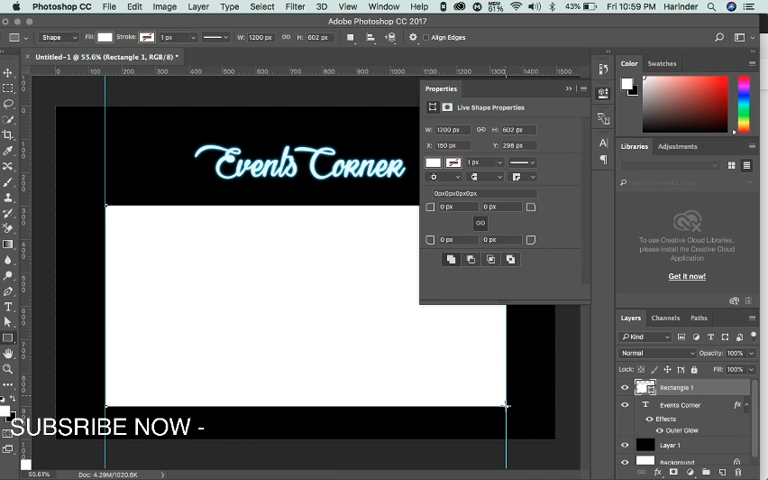 Photoshop CC File Edit Image Layer Type Select Filter 3D View Window Help 61% 43% Fri 10:59 PM Harinder
Adobe Photoshop CC 2017
Shape Fill: Stroke: 1 px W: 1200 px H: 602 px Align Edges
Untitled-1 @ 55.6% (Rectangle 1, RGB/8) *
Properties
Live Shape Properties
W: 1200 px H: 602 px
X: 150 px Y: 298 px
1 px
0px0px0px0px
0 px 0 px
0 px 0 px
Events Corner
SUBSRIBE NOW -
55.61% Doc: 4.29M/1020.6K
Color Swatches
Libraries Adjustments
To use Creative Cloud Libraries,
please install the Creative Cloud
Application
Get it now!
Layers Channels Paths
Kind
Normal Opacity: 100%
Lock: Fill: 100%
Rectangle 1
T Events Corner fx
Effects
Outer Glow
Layer 1
Background